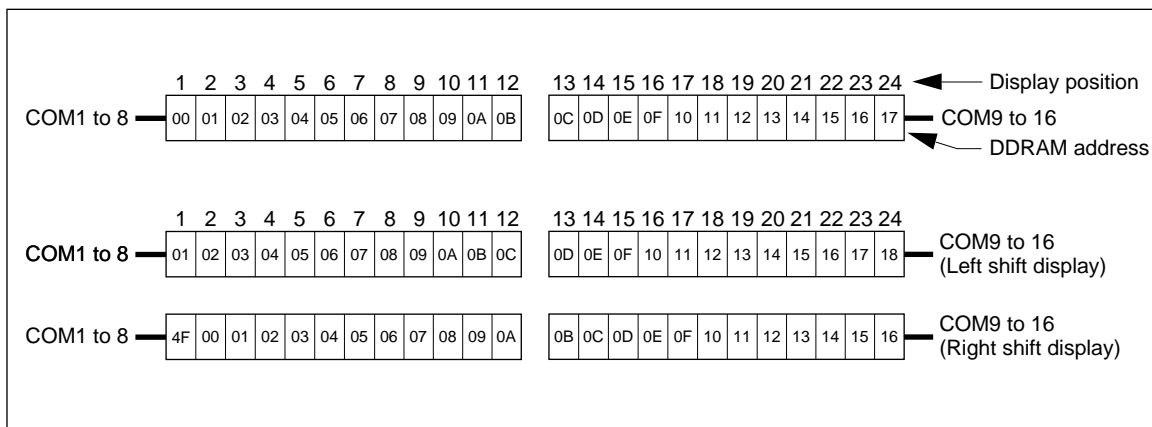 1 2 3 4 5 6 7 8 9 10 11 12 13 14 15 16 17 18 19 20 21 22 23 24 Display position
COM1 to 8 00 01 02 03 04 05 06 07 08 09 0A 0B 0C 0D 0E 0F 10 11 12 13 14 15 16 17 COM9 to 16
DDRAM address
1 2 3 4 5 6 7 8 9 10 11 12 13 14 15 16 17 18 19 20 21 22 23 24
COM1 to 8 01 02 03 04 05 06 07 08 09 0A 0B 0C 0D 0E 0F 10 11 12 13 14 15 16 17 18 COM9 to 16
(Left shift display)
COM1 to 8 4F 00 01 02 03 04 05 06 07 08 09 0A 0B 0C 0D 0E 0F 10 11 12 13 14 15 16 COM9 to 16
(Right shift display)